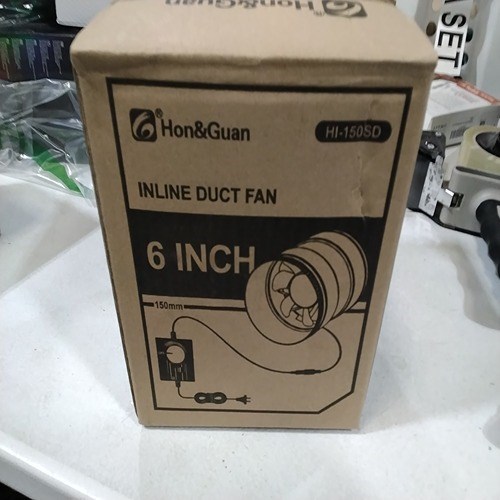 Hon&Guan
SET
® Hon&Guan
HI-150SD
INLINE DUCT FAN
6 INCH
150mm